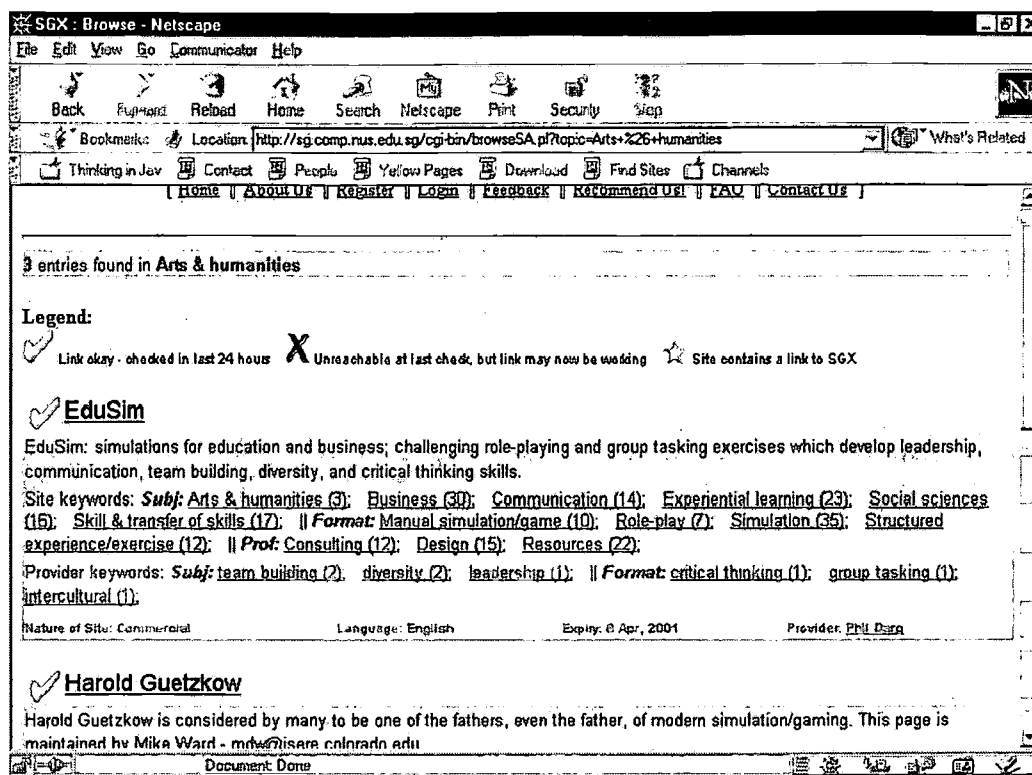 SGX : Browse - Netscape
File Edit View Go Communicator Help
Back Forward Reload Home Search Netscape Print Security Stop
Bookmarks Location: http://sg.comp.nus.edu.sg/cgi-bin/browseSA.pl?topic=Arts+%26+humanities What's Related
Thinking in Jav Contact People Yellow Pages Download Find Sites Channels
[ Home || About Us || Register || Login || Feedback || Recommend Us! || FAQ || Contact Us ]
3 entries found in Arts & humanities
Legend:
Link okay - checked in last 24 hours X Unreachable at last check, but link may now be working Site contains a link to SGX
EduSim
EduSim: simulations for education and business; challenging role-playing and group tasking exercises which develop leadership,
communication, team building, diversity, and critical thinking skills.
Site keywords: Subj: Arts & humanities (3); Business (30); Communication (14); Experiential learning (23); Social sciences
(16); Skill & transfer of skills (17); || Format: Manual simulation/game (10); Role-play (7); Simulation (35); Structured
experience/exercise (12); || Prof: Consulting (12); Design (15); Resources (22);
Provider keywords: Subj: team building (2); diversity (2); leadership (1); || Format: critical thinking (1); group tasking (1);
intercultural (1);
Nature of Site: Commercial Language: English Expiry: 8 Apr, 2001 Provider: Phil Darg
Harold Guetzkow
Harold Guetzkow is considered by many to be one of the fathers, even the father, of modern simulation/gaming. This page is
maintained by Mike Ward - mdw@isere.colorado.edu
Document: Done